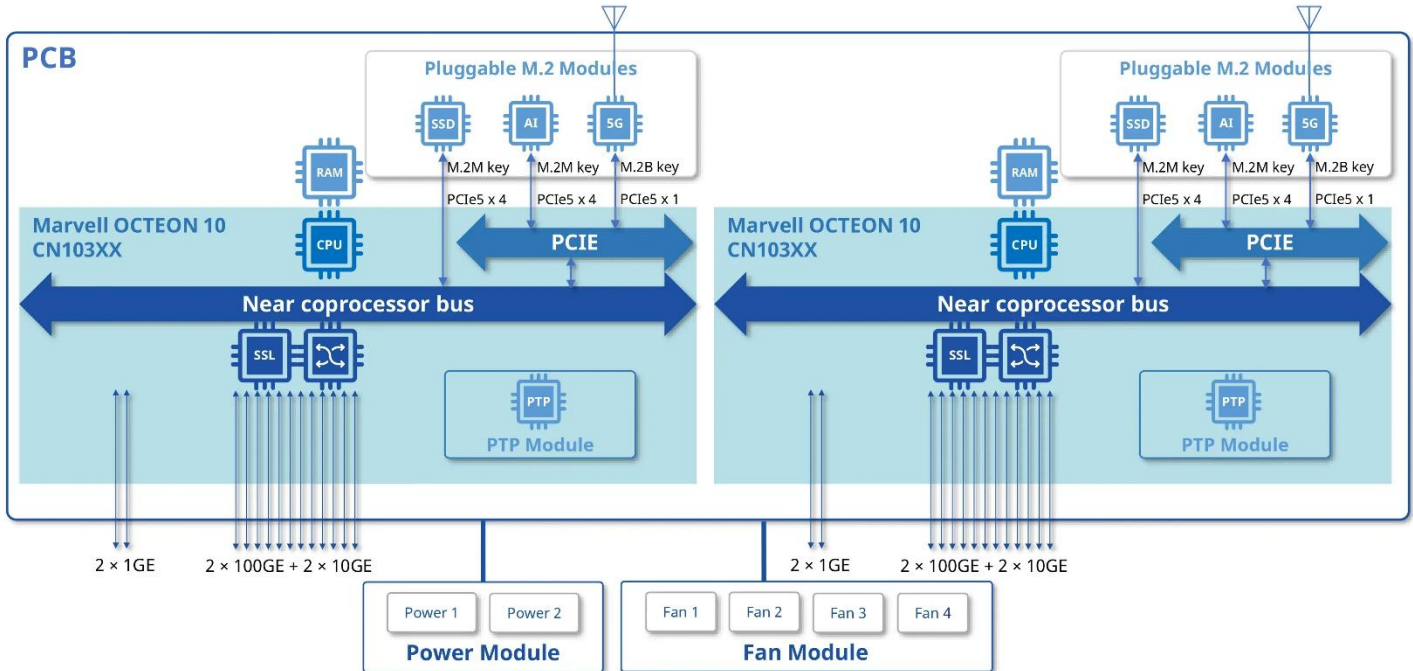 PCB
Pluggable M.2 Modules
SSD
AI
5G
M.2M key
M.2M key
M.2B key
RAM
PCIe5 x 4
PCIe5 x 4
PCIe5 x 1
Marvell OCTEON 10
CN103XX
CPU
PCIE
Near coprocessor bus
SSL
PTP
PTP Module
2 × 1GE
2 × 100GE + 2 × 10GE
Pluggable M.2 Modules
SSD
AI
5G
M.2M key
M.2M key
M.2B key
RAM
PCIe5 x 4
PCIe5 x 4
PCIe5 x 1
Marvell OCTEON 10
CN103XX
CPU
PCIE
Near coprocessor bus
SSL
PTP
PTP Module
2 × 1GE
2 × 100GE + 2 × 10GE
Power 1
Power 2
Power Module
Fan 1
Fan 2
Fan 3
Fan 4
Fan Module